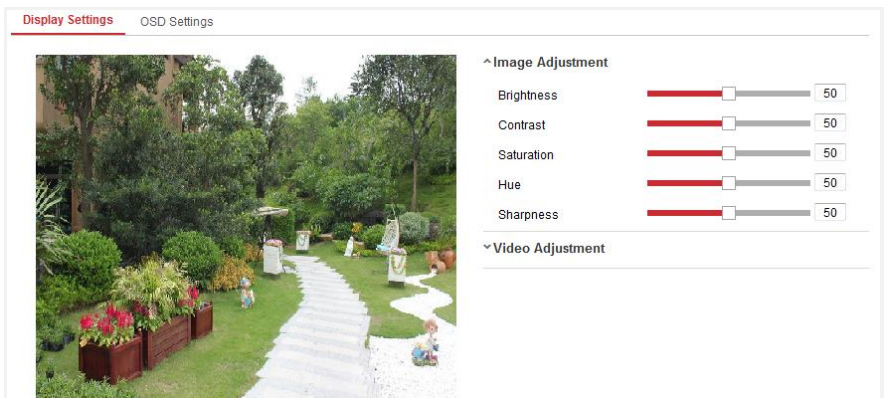 Display Settings OSD Settings
Image Adjustment
Brightness 50
Contrast 50
Saturation 50
Hue 50
Sharpness 50
Video Adjustment